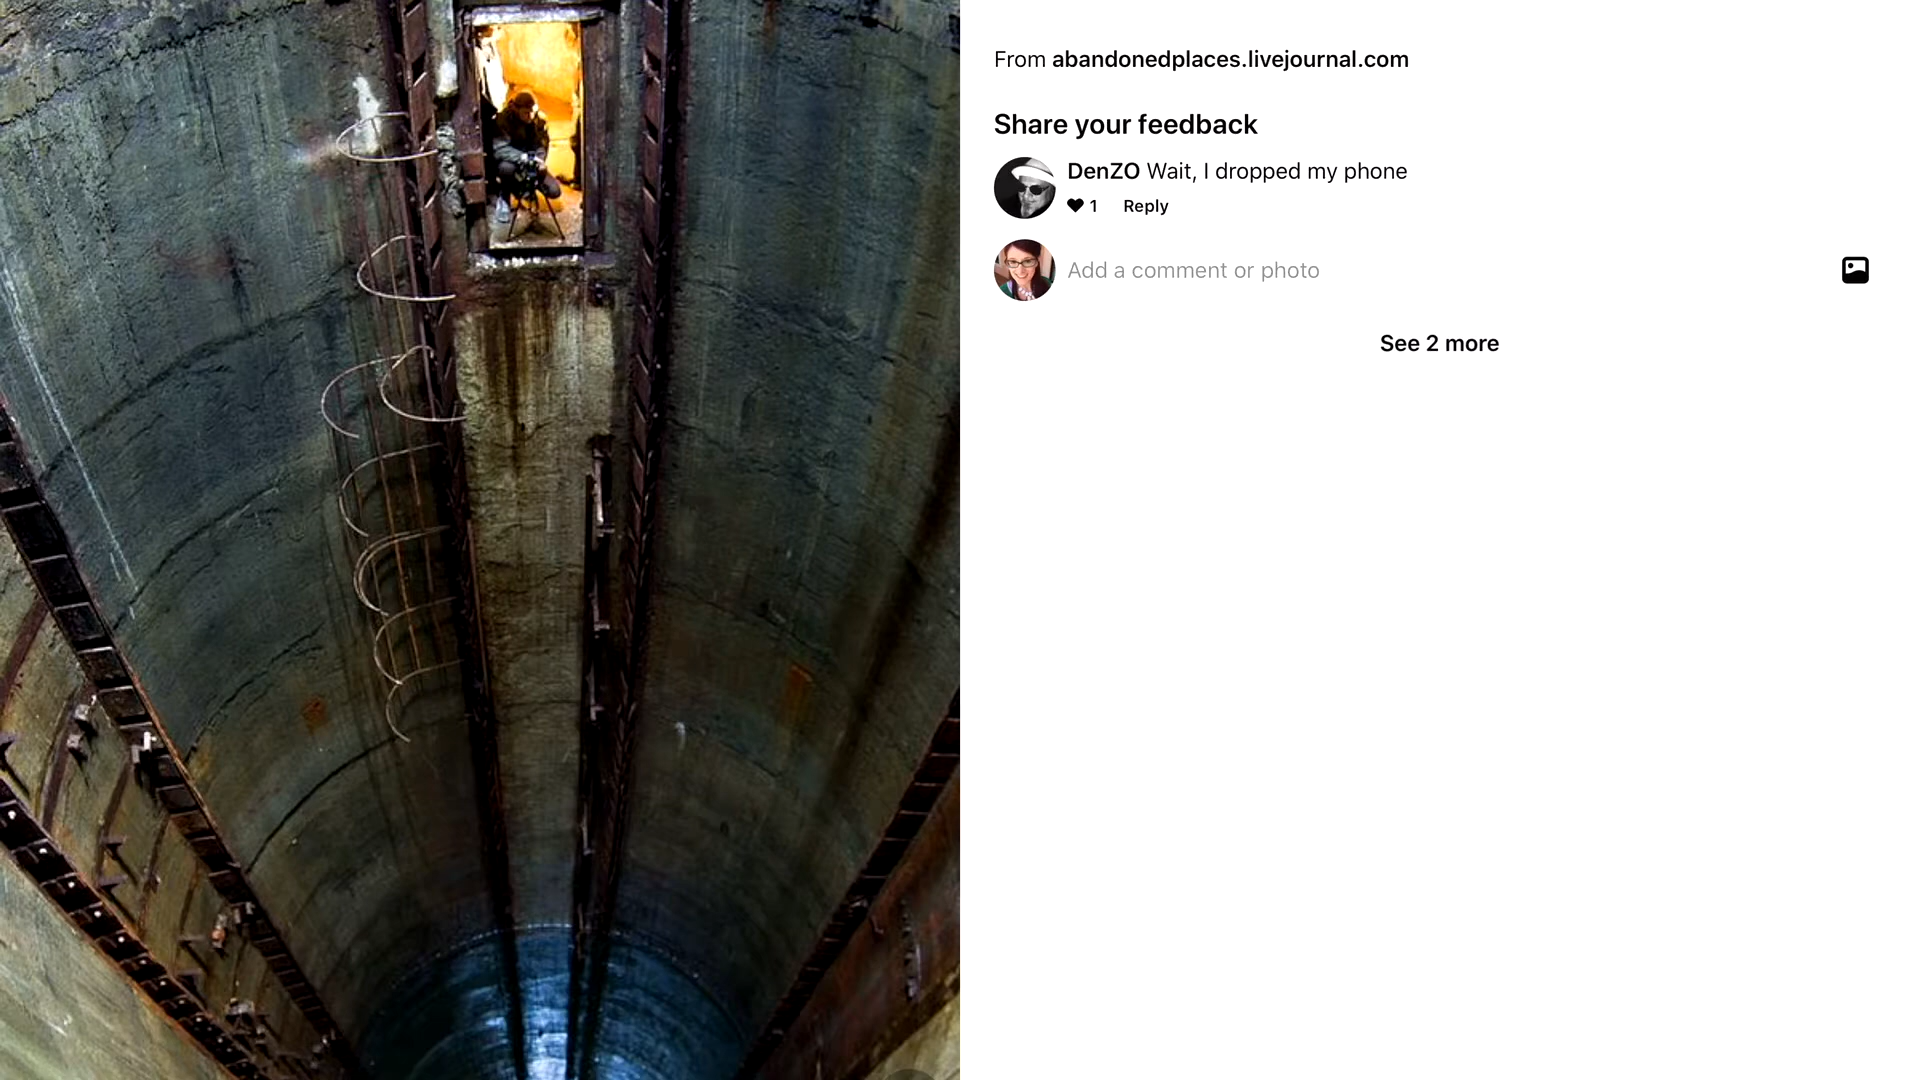 From abandonedplaces.livejournal.com
Share your feedback
DenZO Wait, I dropped my phone
1 Reply
Add a comment or photo
See 2 more